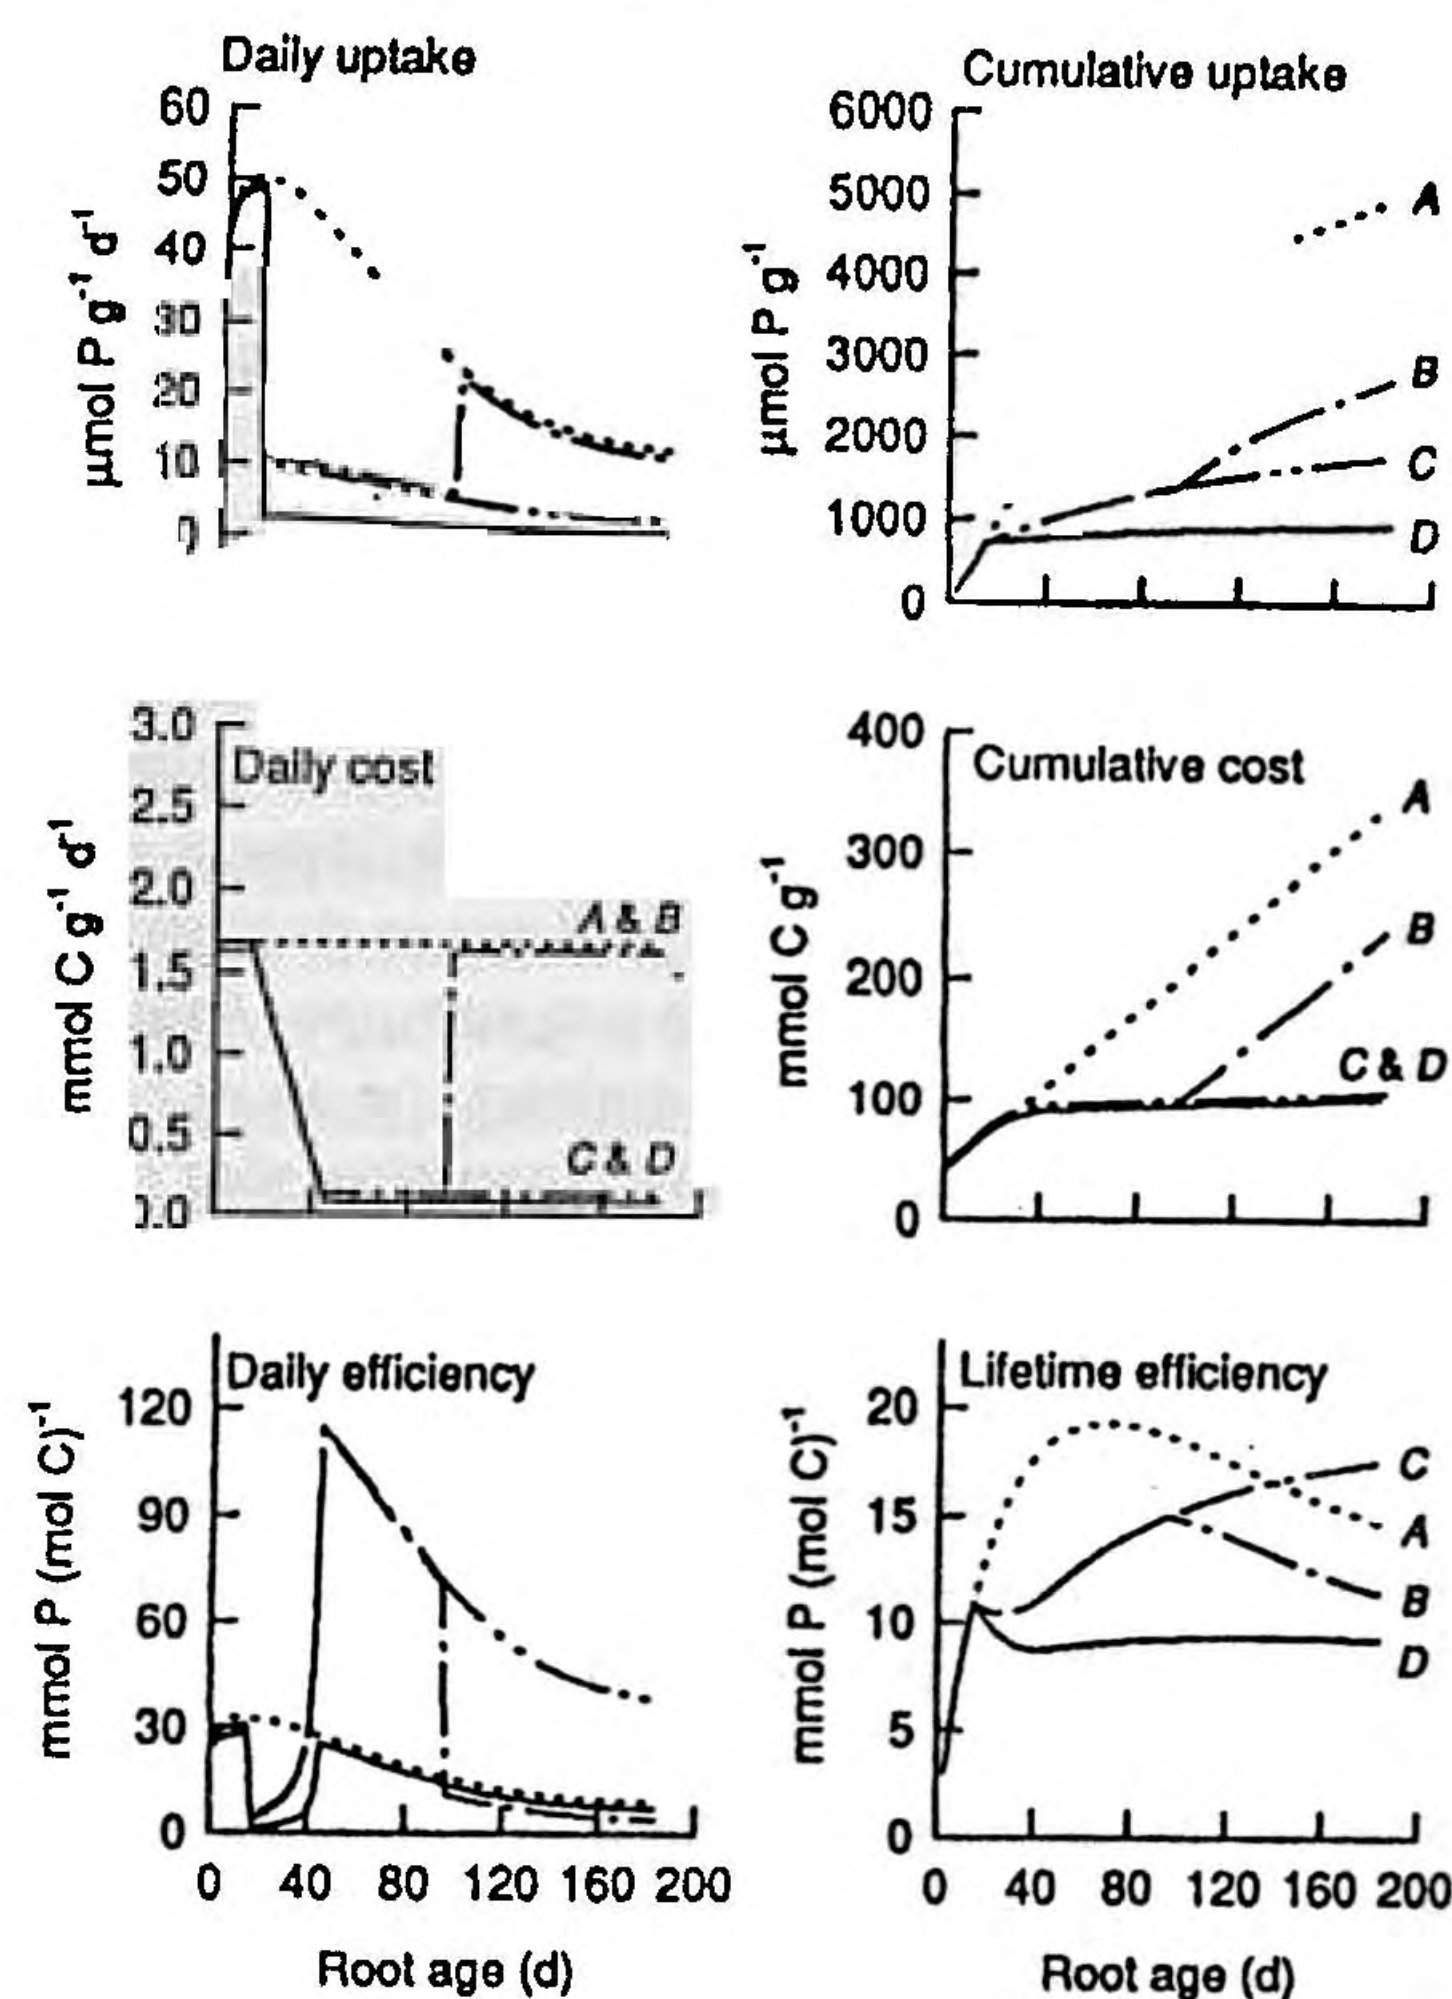 Daily uptake
60
50
40
30
20
10
0
µmol P g⁻¹ d⁻¹
Cumulative uptake
6000
5000
4000
3000
2000
1000
0
µmol P g⁻¹
A
B
C
D
3.0
2.5
2.0
1.5
1.0
0.5
0.0
mmol C g⁻¹ d⁻¹
Daily cost
A & B
C & D
400
300
200
100
0
mmol C g⁻¹
Cumulative cost
A
B
C & D
Daily efficiency
120
90
60
30
0
mmol P (mol C)⁻¹
0 40 80 120 160 200
Root age (d)
Lifetime efficiency
20
15
10
5
0
mmol P (mol C)⁻¹
C
A
B
D
0 40 80 120 160 200
Root age (d)